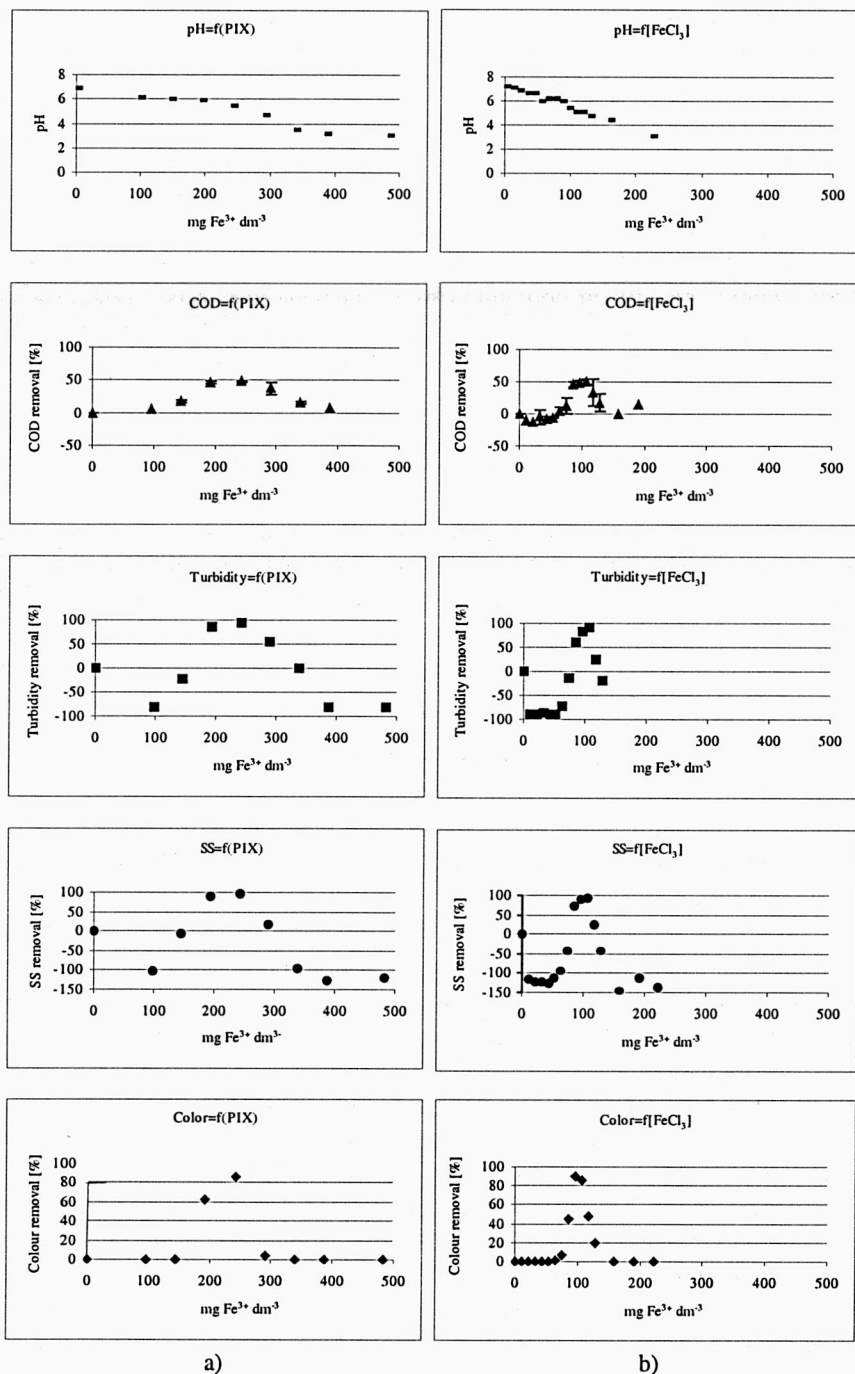 pH=f(PIX)
8
6
4
2
0
pH
0 100 200 300 400 500
mg Fe³⁺ dm⁻³
pH=f[FeCl₃]
8
6
4
2
0
pH
0 100 200 300 400 500
mg Fe³⁺ dm⁻³
COD=f(PIX)
100
50
0
-50
COD removal [%]
0 100 200 300 400 500
mg Fe³⁺ dm⁻³
COD=f[FeCl₃]
100
50
0
-50
COD removal [%]
0 100 200 300 400 500
mg Fe³⁺ dm⁻³
Turbidity=f(PIX)
100
50
0
-50
-100
Turbidity removal [%]
0 100 200 300 400 500
mg Fe³⁺ dm⁻³
Turbidity=f[FeCl₃]
100
50
0
-50
-100
Turbidity removal [%]
0 100 200 300 400 500
mg Fe³⁺ dm⁻³
SS=f(PIX)
100
50
0
-50
-100
-150
SS removal [%]
0 100 200 300 400 500
mg Fe³⁺ dm³⁻
SS=f[FeCl₃]
100
50
0
-50
-100
-150
SS removal [%]
0 100 200 300 400 500
mg Fe³⁺ dm⁻³
Color=f(PIX)
100
80
60
40
20
0
Colour removal [%]
0 100 200 300 400 500
mg Fe³⁺ dm⁻³
Color=f[FeCl₃]
100
80
60
40
20
0
Colour removal [%]
0 100 200 300 400 500
mg Fe³⁺ dm⁻³
a)
b)